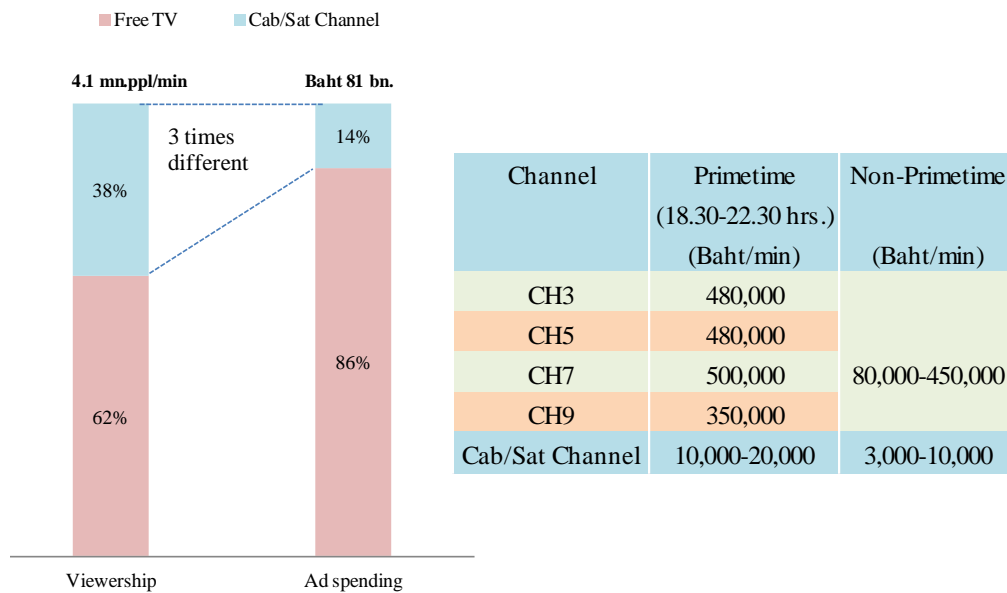 Free TV
Cab/Sat Channel
4.1 mn.ppl/min
Baht 81 bn.
3 times
different
14%
38%
86%
62%
Viewership
Ad spending
Channel Primetime Non-Primetime
(18.30-22.30 hrs.)
(Baht/min) (Baht/min)
CH3 480,000
CH5 480,000
CH7 500,000 80,000-450,000
CH9 350,000
Cab/Sat Channel 10,000-20,000 3,000-10,000